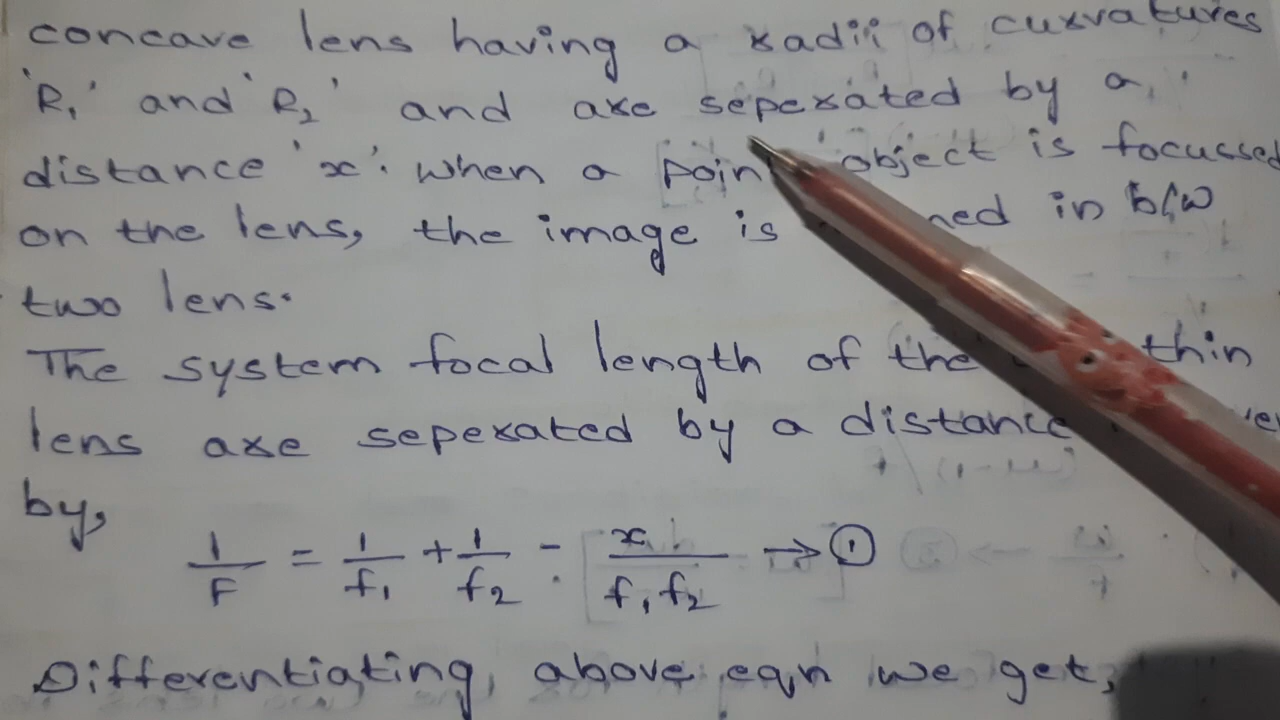 concave lens having a radii of curvatures
'R₁' and 'R₂' and are seperated by a
distance 'x'. When a point object is focussed
on the lens, the image is in b/w
two lens.
The system focal length of the thin
lens are seperated by a distance
by,
1/F = 1/f₁ + 1/f₂ - x/f₁f₂ → ①
Differentiating, above eqn we get,